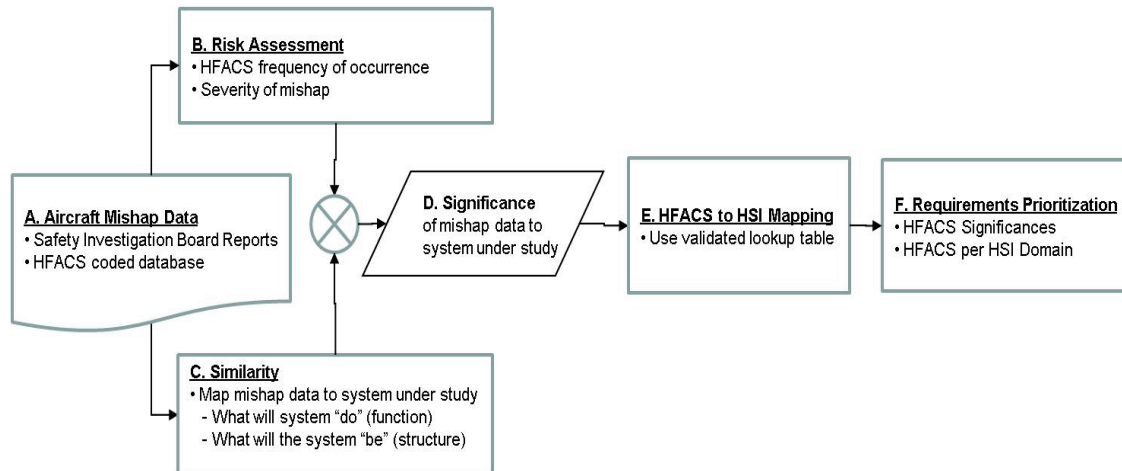 A. Aircraft Mishap Data
• Safety Investigation Board Reports
• HFACS coded database
B. Risk Assessment
• HFACS frequency of occurrence
• Severity of mishap
C. Similarity
• Map mishap data to system under study
- What will system “do” (function)
- What will the system “be” (structure)
D. Significance
of mishap data to
system under study
E. HFACS to HSI Mapping
• Use validated lookup table
F. Requirements Prioritization
• HFACS Significances
• HFACS per HSI Domain